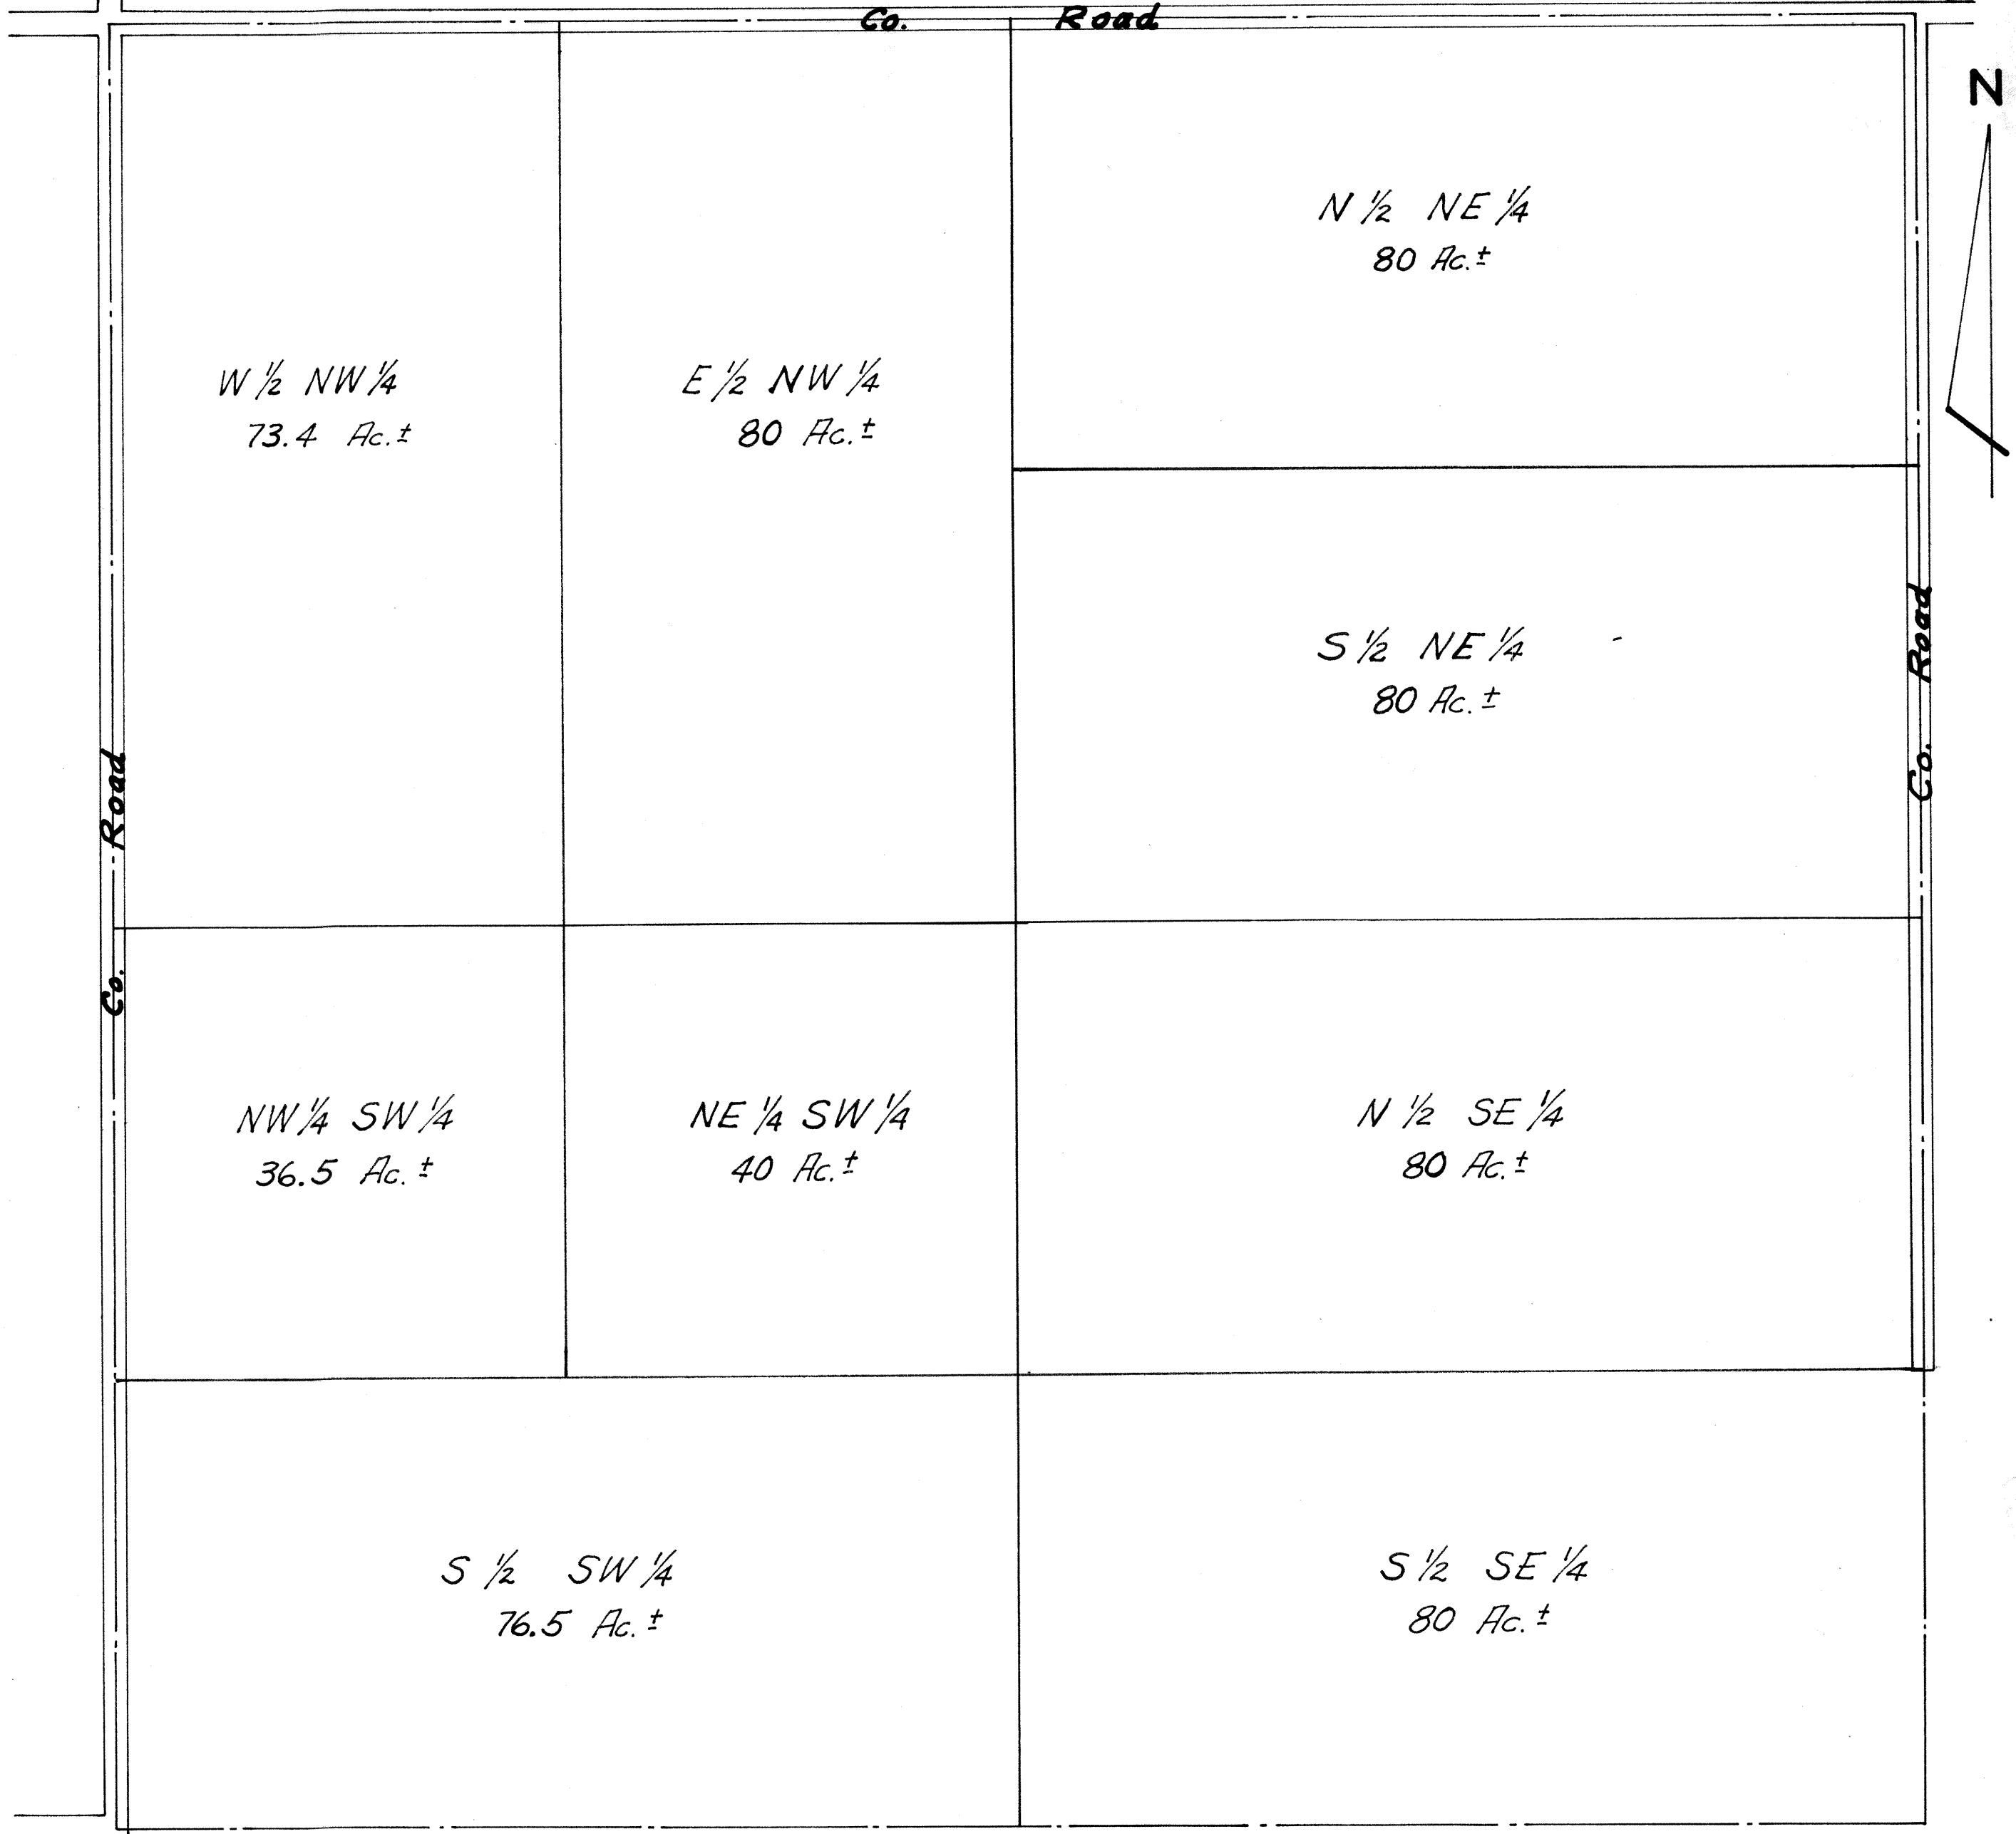 Co. Road
N
N ½ NE ¼
80 Ac.±
W ½ NW ¼
73.4 Ac.±
E ½ NW ¼
80 Ac.±
S ½ NE ¼
80 Ac.±
Co. Road
Co. Road
NW ¼ SW ¼
36.5 Ac.±
NE ¼ SW ¼
40 Ac.±
N ½ SE ¼
80 Ac.±
S ½ SW ¼
76.5 Ac.±
S ½ SE ¼
80 Ac.±